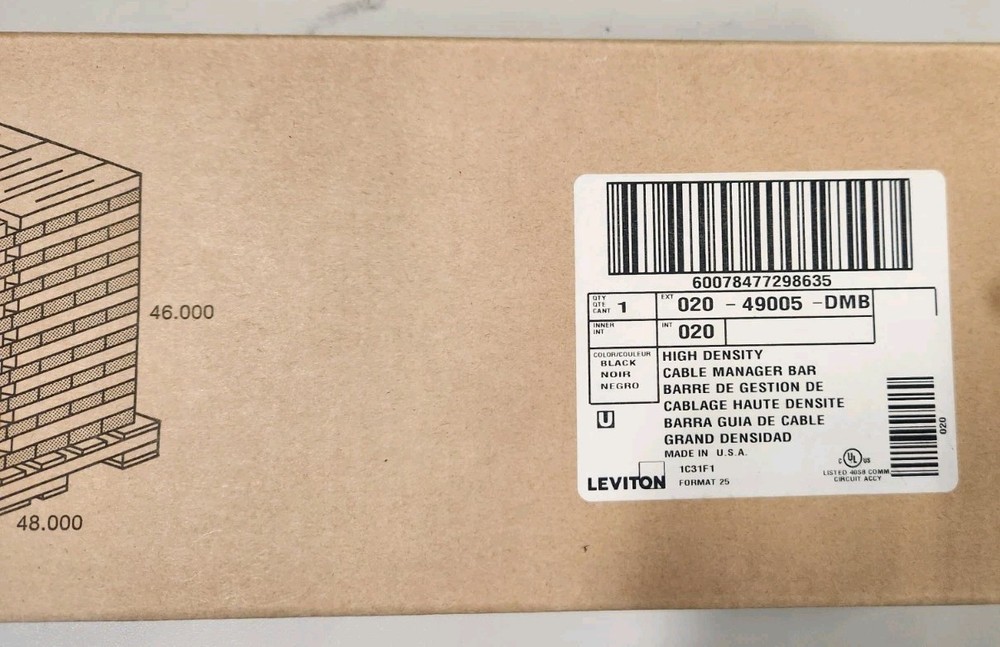 46.000
48.000
60078477298635
QTY QTE CANT 1 EXT 020 - 49005 - DMB
INNER INT INT 020
COLOR/COULEUR
BLACK
NOIR
NEGRO
U
HIGH DENSITY
CABLE MANAGER BAR
BARRE DE GESTION DE
CABLAGE HAUTE DENSITE
BARRA GUIA DE CABLE
GRAND DENSIDAD
MADE IN U.S.A.
1C31F1
LEVITON FORMAT 25
020
C UL US
LISTED 4058 COMM
CIRCUIT ACCY